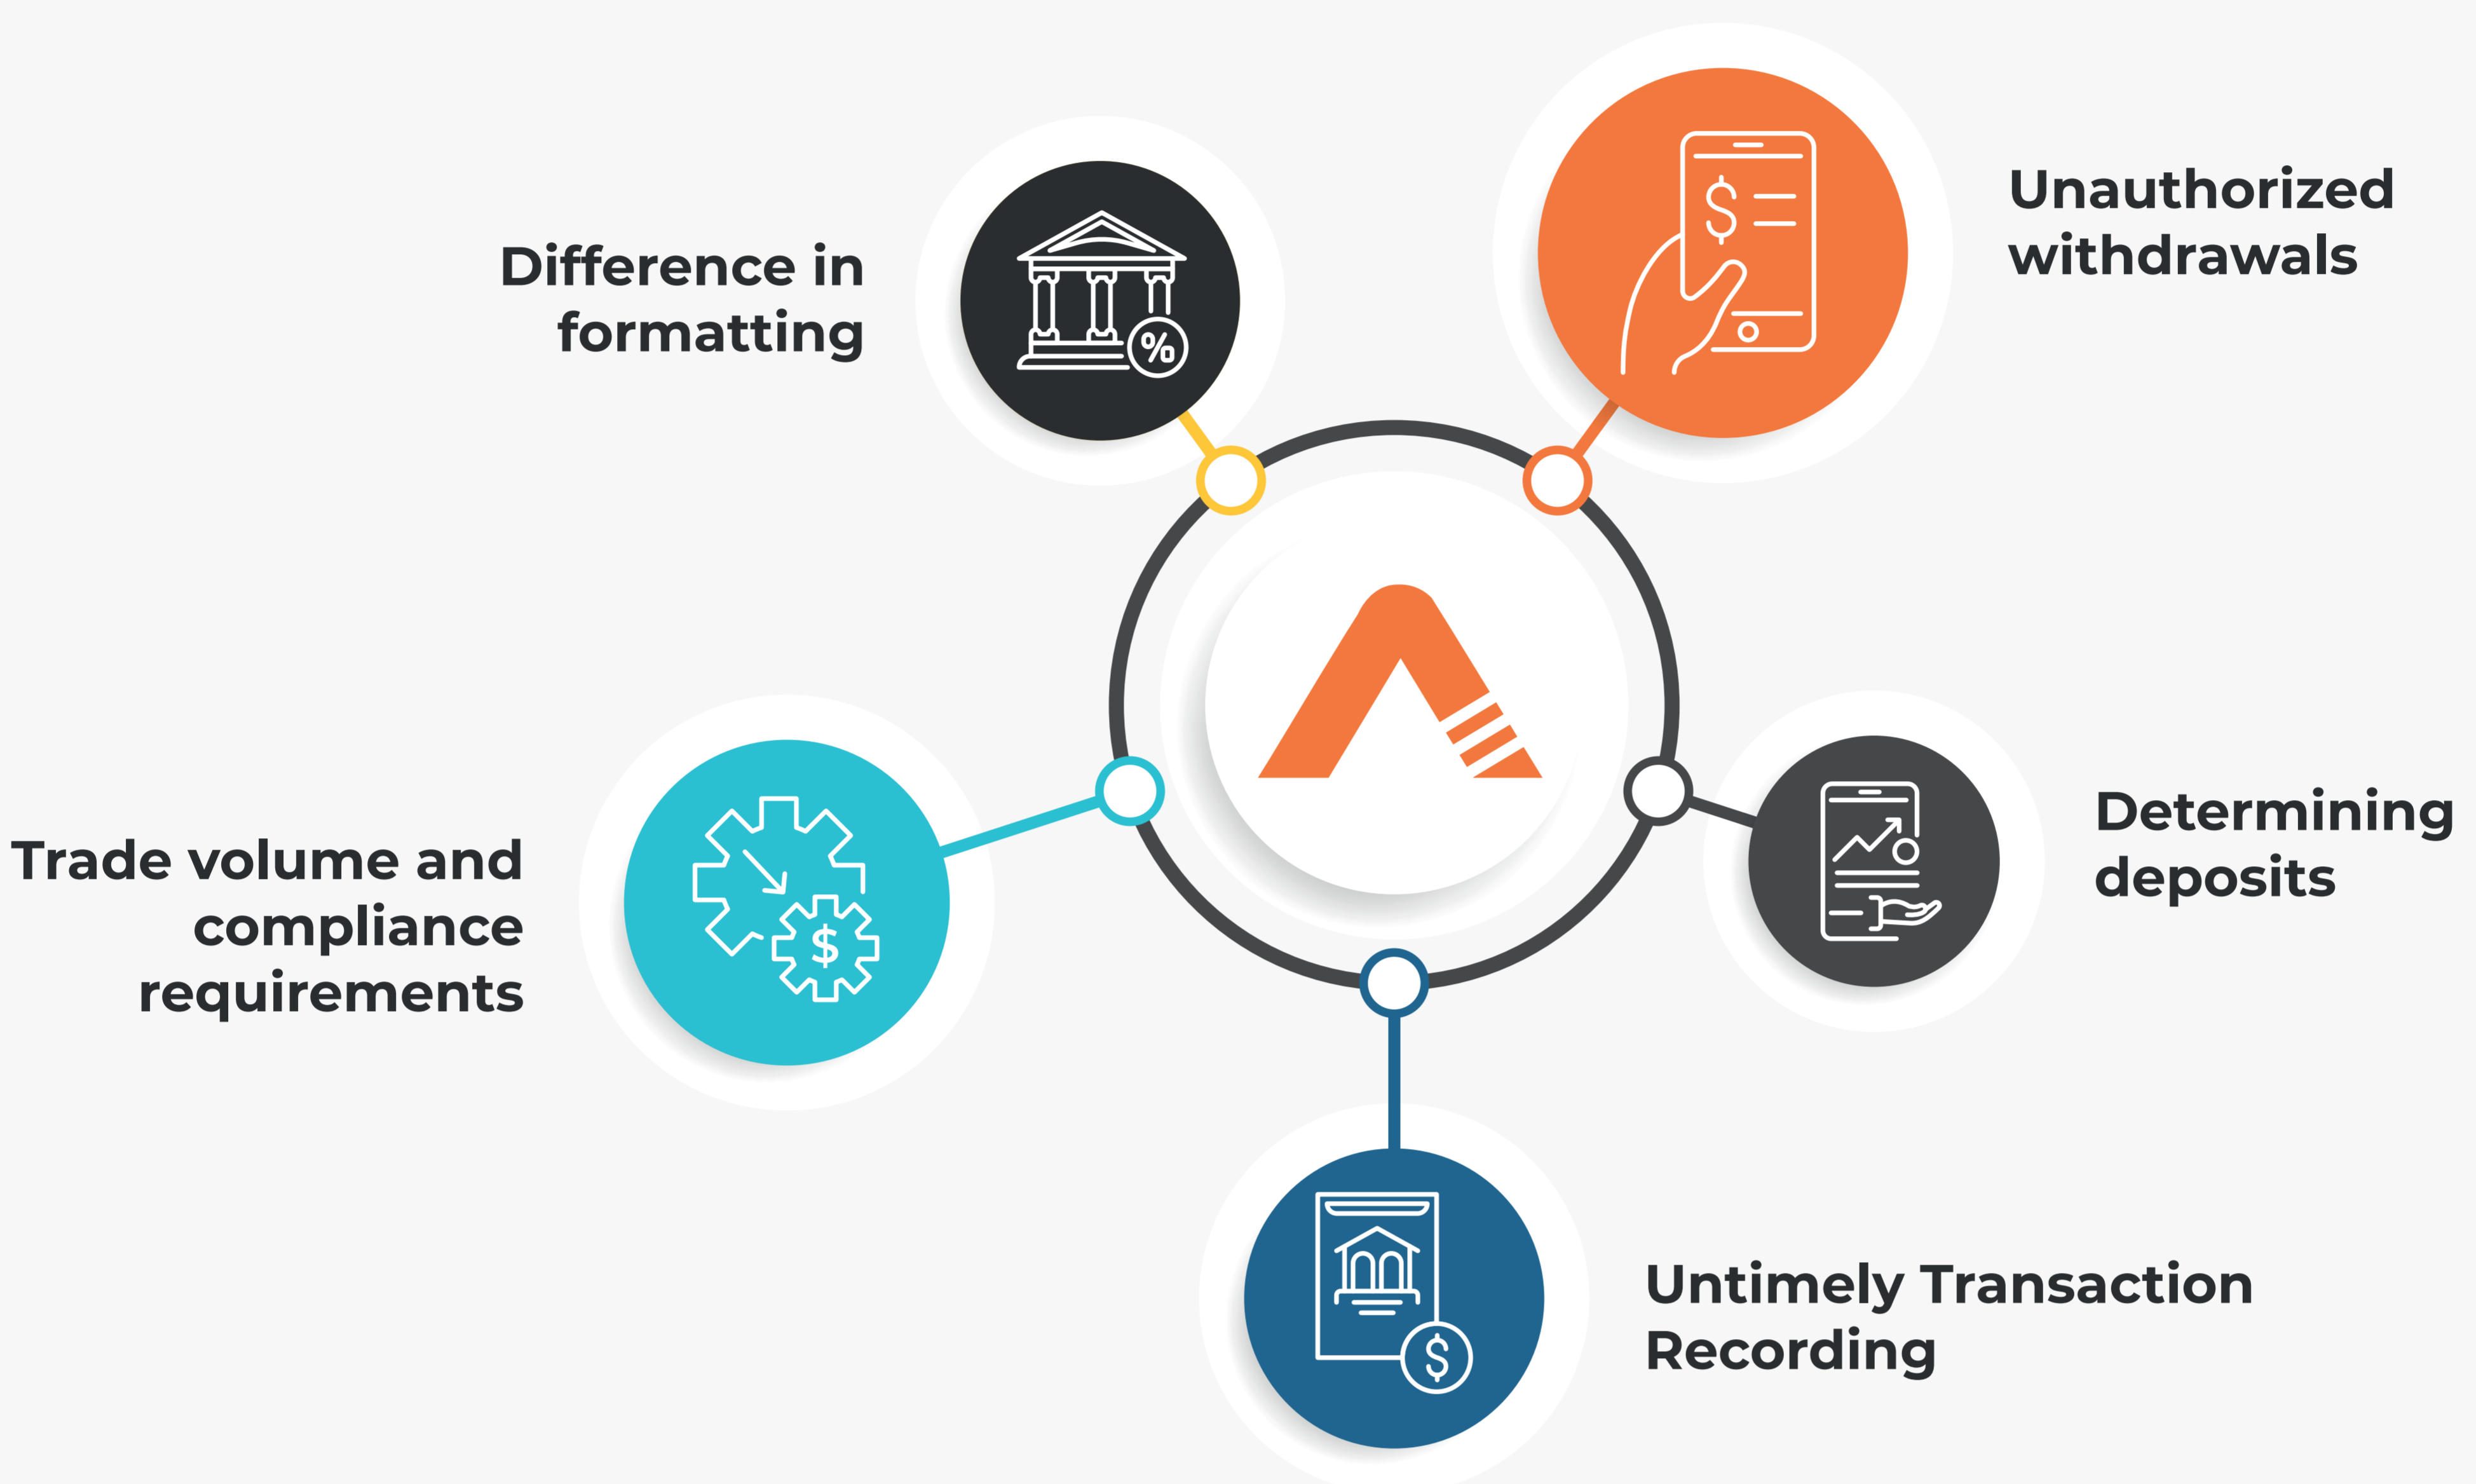 Difference in
formatting
Unauthorized
withdrawals
Trade volume and
compliance
requirements
Determining
deposits
Untimely Transaction
Recording
%
$
$
$